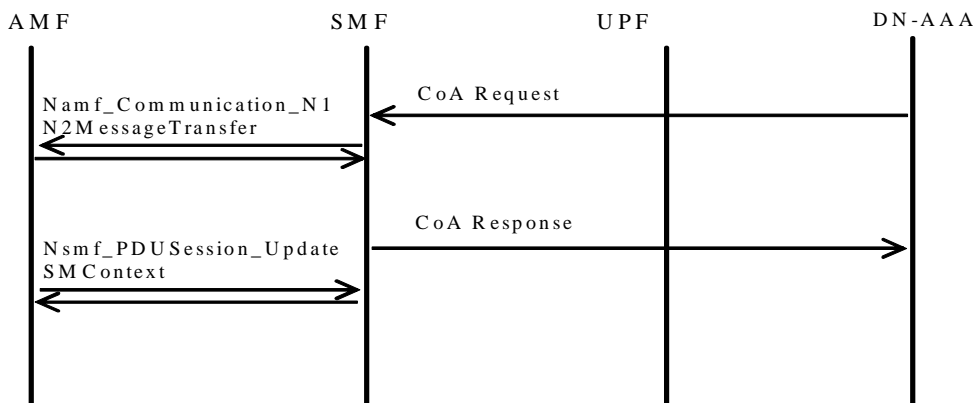 AMF SMF UPF DN-AAA
CoA Request
Namf_Communication_N1
N2MessageTransfer
CoA Response
Nsmf_PDUSession_Update
SMContext